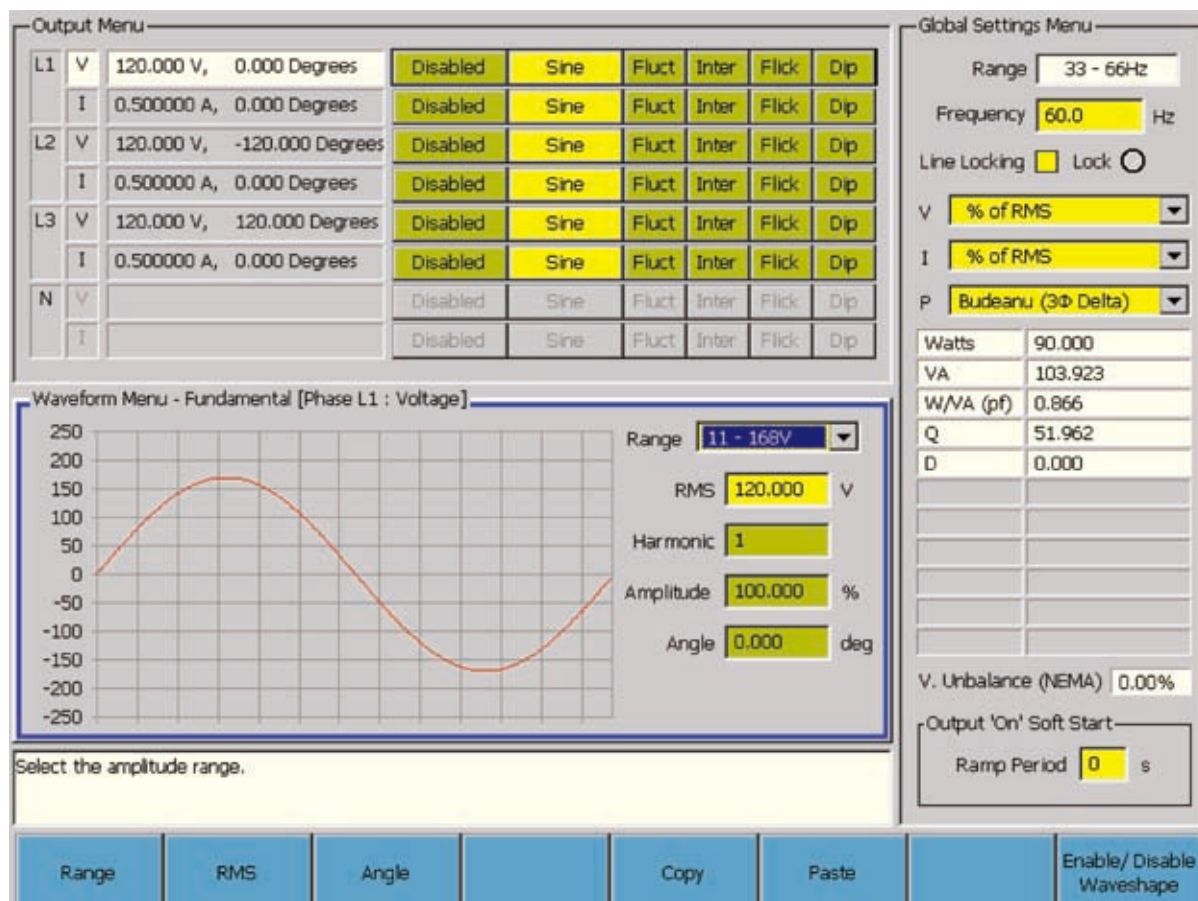 Output Menu
L1 V 120.000 V, 0.000 Degrees Disabled Sine Fluct Inter Flick Dip
I 0.500000 A, 0.000 Degrees Disabled Sine Fluct Inter Flick Dip
L2 V 120.000 V, -120.000 Degrees Disabled Sine Fluct Inter Flick Dip
I 0.500000 A, 0.000 Degrees Disabled Sine Fluct Inter Flick Dip
L3 V 120.000 V, 120.000 Degrees Disabled Sine Fluct Inter Flick Dip
I 0.500000 A, 0.000 Degrees Disabled Sine Fluct Inter Flick Dip
N V Disabled Sine Fluct Inter Flick Dip
I Disabled Sine Fluct Inter Flick Dip
Waveform Menu - Fundamental [Phase L1 : Voltage]
250
200
150
100
50
0
-50
-100
-150
-200
-250
Range 11 - 168V
RMS 120.000 V
Harmonic 1
Amplitude 100.000 %
Angle 0.000 deg
Select the amplitude range.
Global Settings Menu
Range 33 - 66Hz
Frequency 60.0 Hz
Line Locking Lock
V % of RMS
I % of RMS
P Budeanu (3Φ Delta)
Watts 90.000
VA 103.923
W/VA (pf) 0.866
Q 51.962
D 0.000
V. Unbalance (NEMA) 0.00%
Output 'On' Soft Start
Ramp Period 0 s
Range
RMS
Angle
Copy
Paste
Enable/ Disable
Waveshape